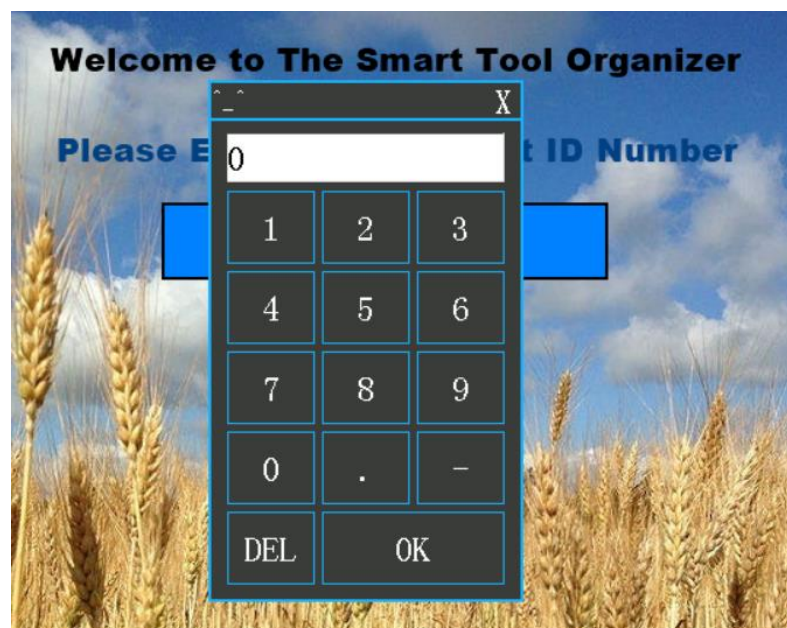 Welcome to The Smart Tool Organizer
^_^ X
Please E t ID Number
0
1 2 3
4 5 6
7 8 9
0 . -
DEL OK